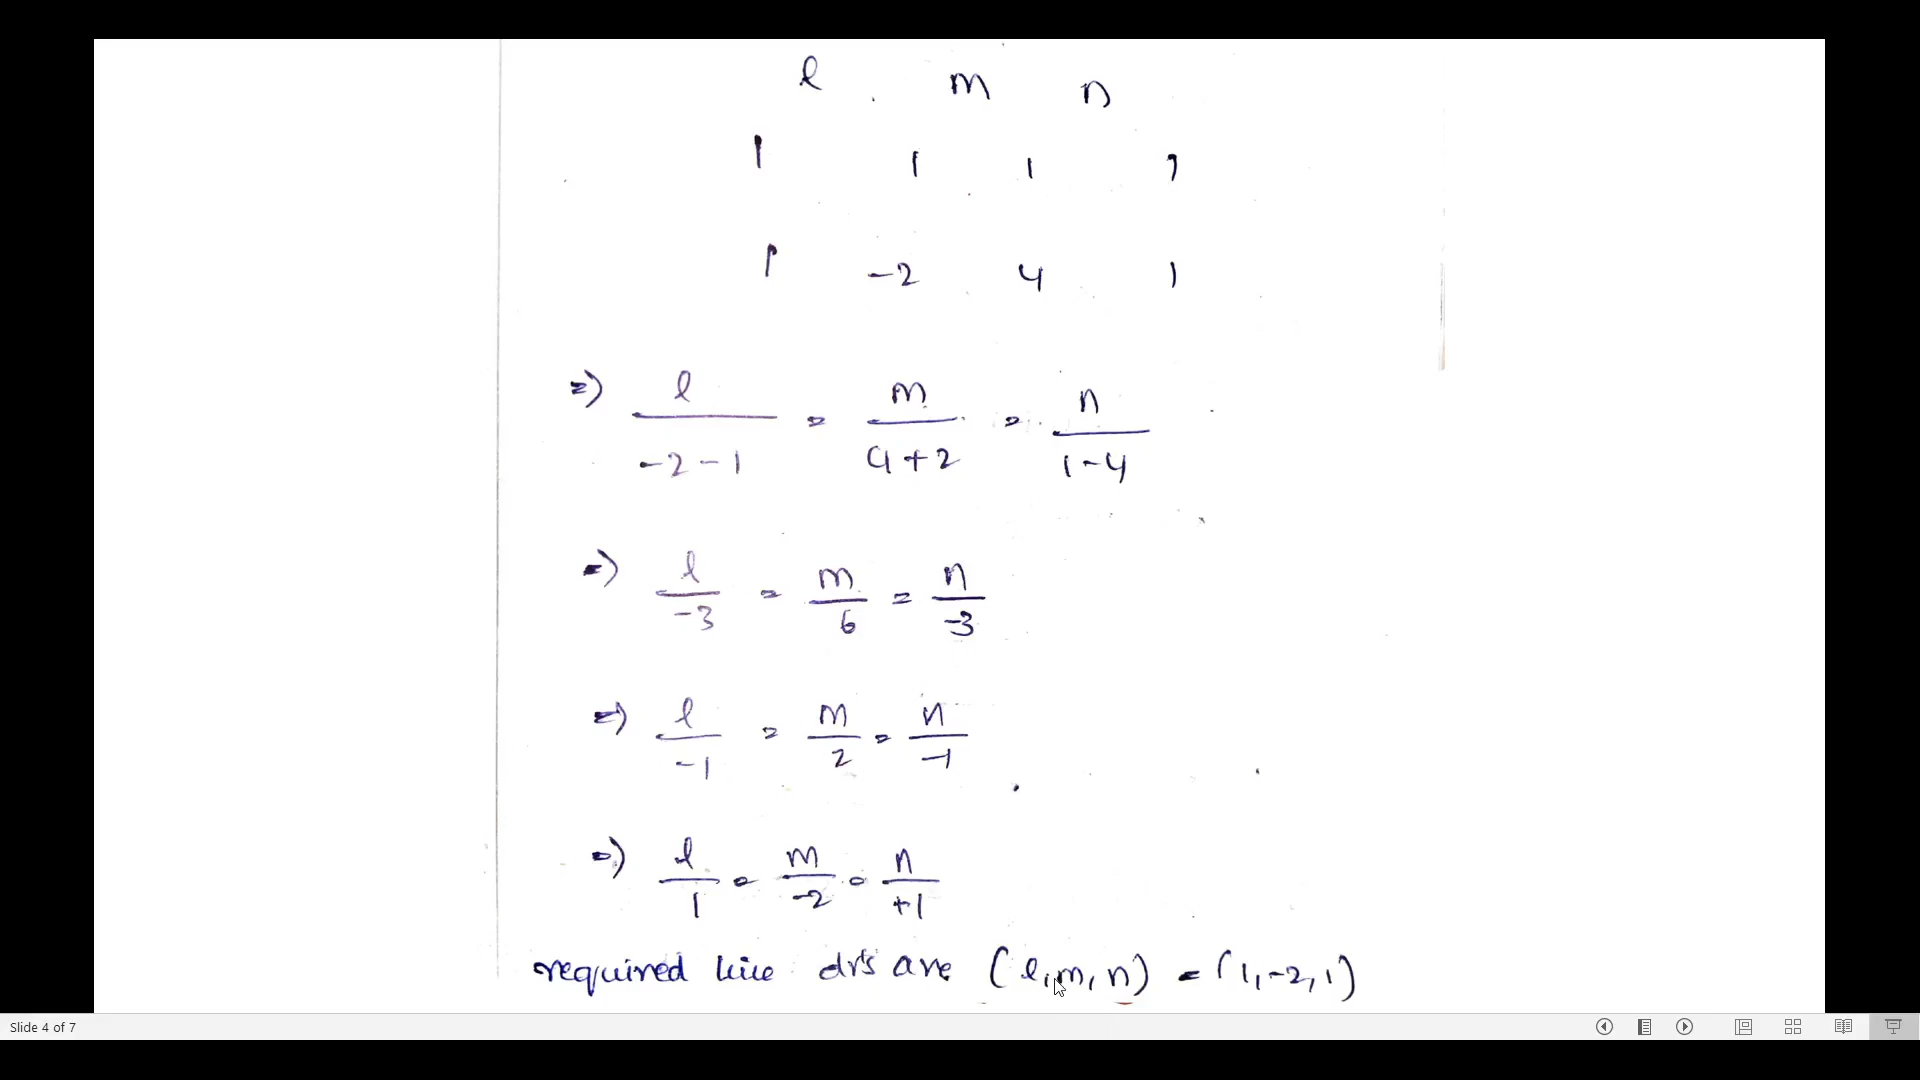 l m n
1 1 1 1
1 -2 4 1
=) l/-2-1 = m/4+2 = n/1-4
=) l/-3 = m/6 = n/-3
=) l/-1 = m/2 = n/-1
=) l/1 = m/-2 = n/+1
required line dr's are (l, m, n) = (1, -2, 1)
Slide 4 of 7